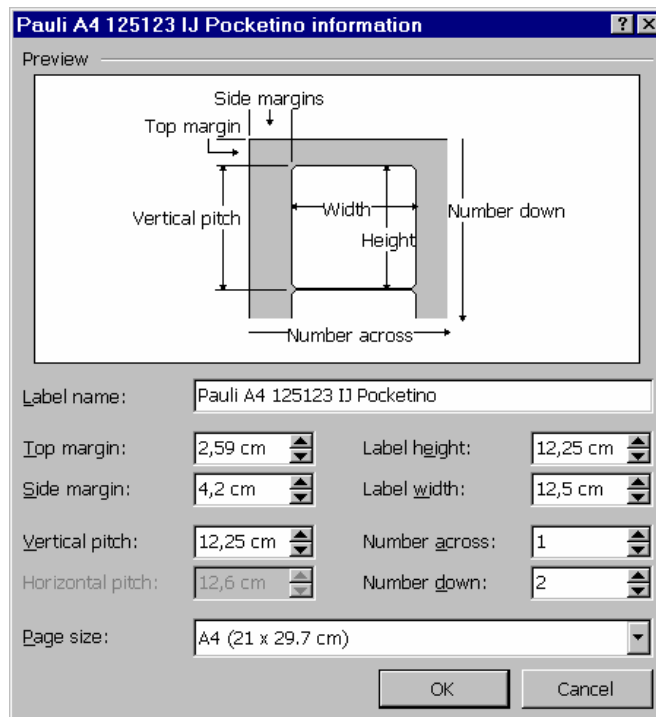 Pauli A4 125123 IJ Pocketino information
Preview
Side margins
Top margin
Vertical pitch
Width
Height
Number down
Number across
Label name: Pauli A4 125123 IJ Pocketino
Top margin: 2,59 cm Label height: 12,25 cm
Side margin: 4,2 cm Label width: 12,5 cm
Vertical pitch: 12,25 cm Number across: 1
Horizontal pitch: 12,6 cm Number down: 2
Page size: A4 (21 x 29.7 cm)
OK Cancel